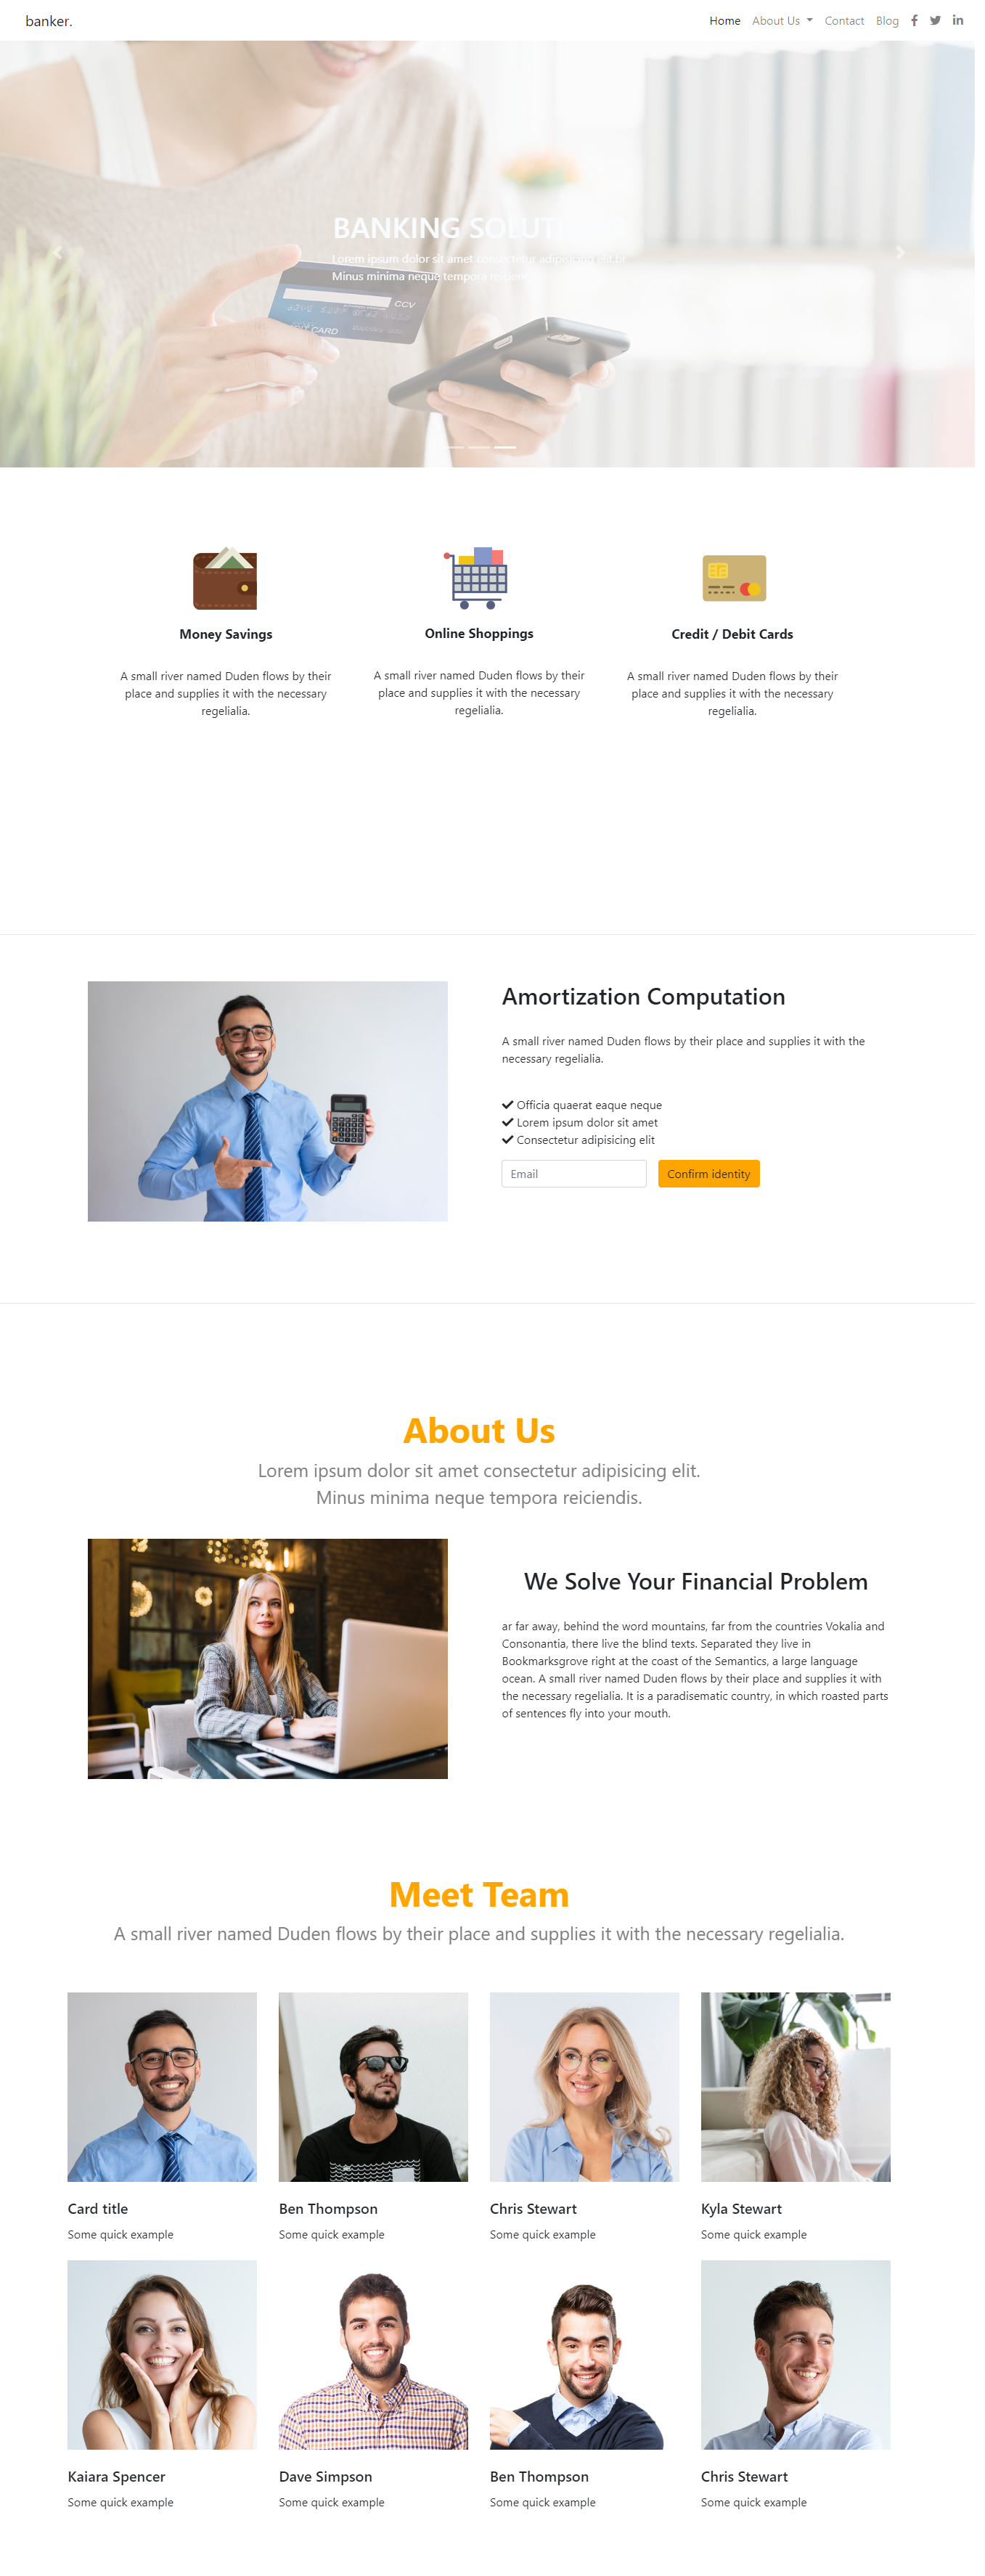 banker.
Home About Us Contact Blog
BANKING SOLUT
Lorem ipsum dolor sit amet consectetur adipisicing elit.
Minus minima neque tempora
CCV
CARD
Money Savings
A small river named Duden flows by their
place and supplies it with the necessary
regelialia.
Online Shoppings
A small river named Duden flows by their
place and supplies it with the necessary
regelialia.
Credit / Debit Cards
A small river named Duden flows by their
place and supplies it with the necessary
regelialia.
Amortization Computation
A small river named Duden flows by their place and supplies it with the
necessary regelialia.
Officia quaerat eaque neque
Lorem ipsum dolor sit amet
Consectetur adipisicing elit
Email
Confirm identity
About Us
Lorem ipsum dolor sit amet consectetur adipisicing elit.
Minus minima neque tempora reiciendis.
We Solve Your Financial Problem
ar far away, behind the word mountains, far from the countries Vokalia and
Consonantia, there live the blind texts. Separated they live in
Bookmarksgrove right at the coast of the Semantics, a large language
ocean. A small river named Duden flows by their place and supplies it with
the necessary regelialia. It is a paradisematic country, in which roasted parts
of sentences fly into your mouth.
Meet Team
A small river named Duden flows by their place and supplies it with the necessary regelialia.
Card title
Some quick example
Ben Thompson
Some quick example
Chris Stewart
Some quick example
Kyla Stewart
Some quick example
Kaiara Spencer
Some quick example
Dave Simpson
Some quick example
Ben Thompson
Some quick example
Chris Stewart
Some quick example